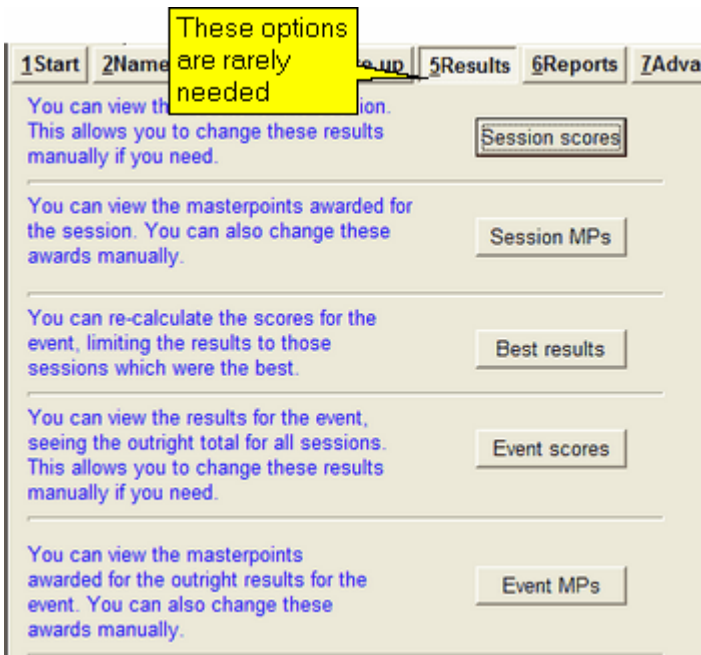 These options
are rarely
needed
1Start 2Name up 5Results 6Reports 7Adva
You can view th ion.
This allows you to change these results
manually if you need.
Session scores
You can view the masterpoints awarded for
the session. You can also change these
awards manually.
Session MPs
You can re-calculate the scores for the
event, limiting the results to those
sessions which were the best.
Best results
You can view the results for the event,
seeing the outright total for all sessions.
This allows you to change these results
manually if you need.
Event scores
You can view the masterpoints
awarded for the outright results for the
event. You can also change these
awards manually.
Event MPs